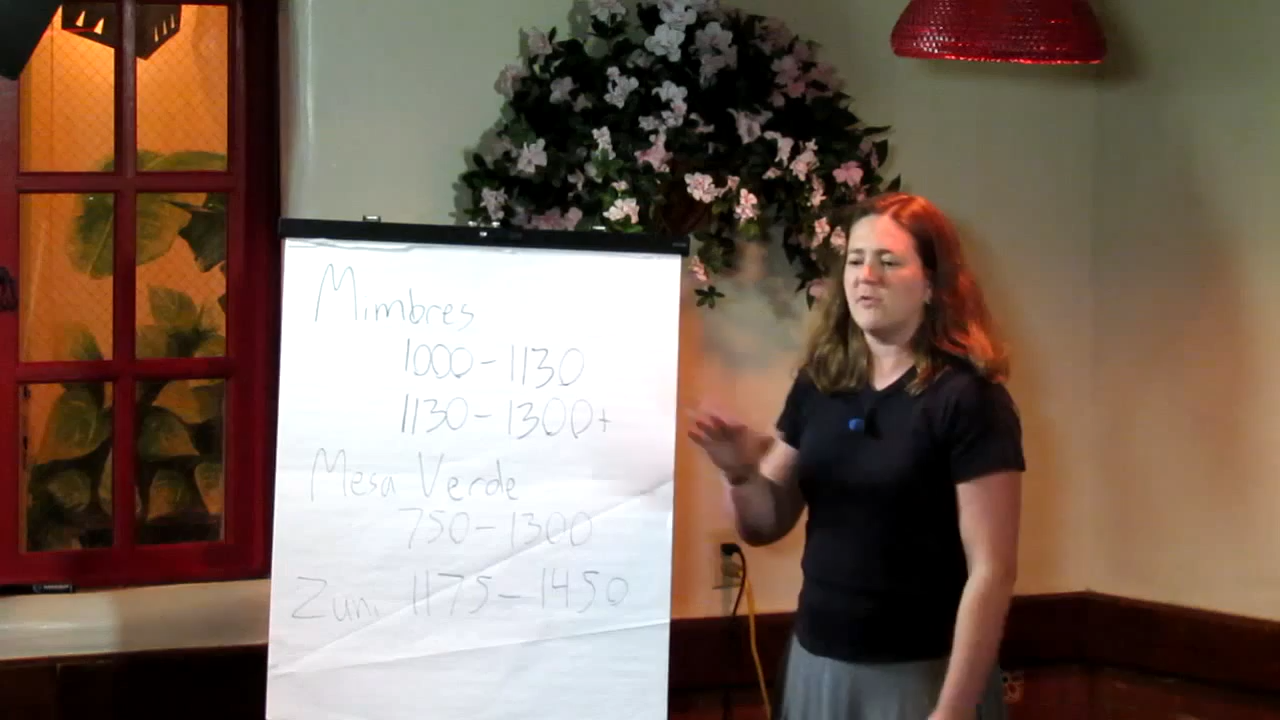 Mimbres
1000-1130
1130-1300+
Mesa Verde
750-1300
Zuni 1175-1450